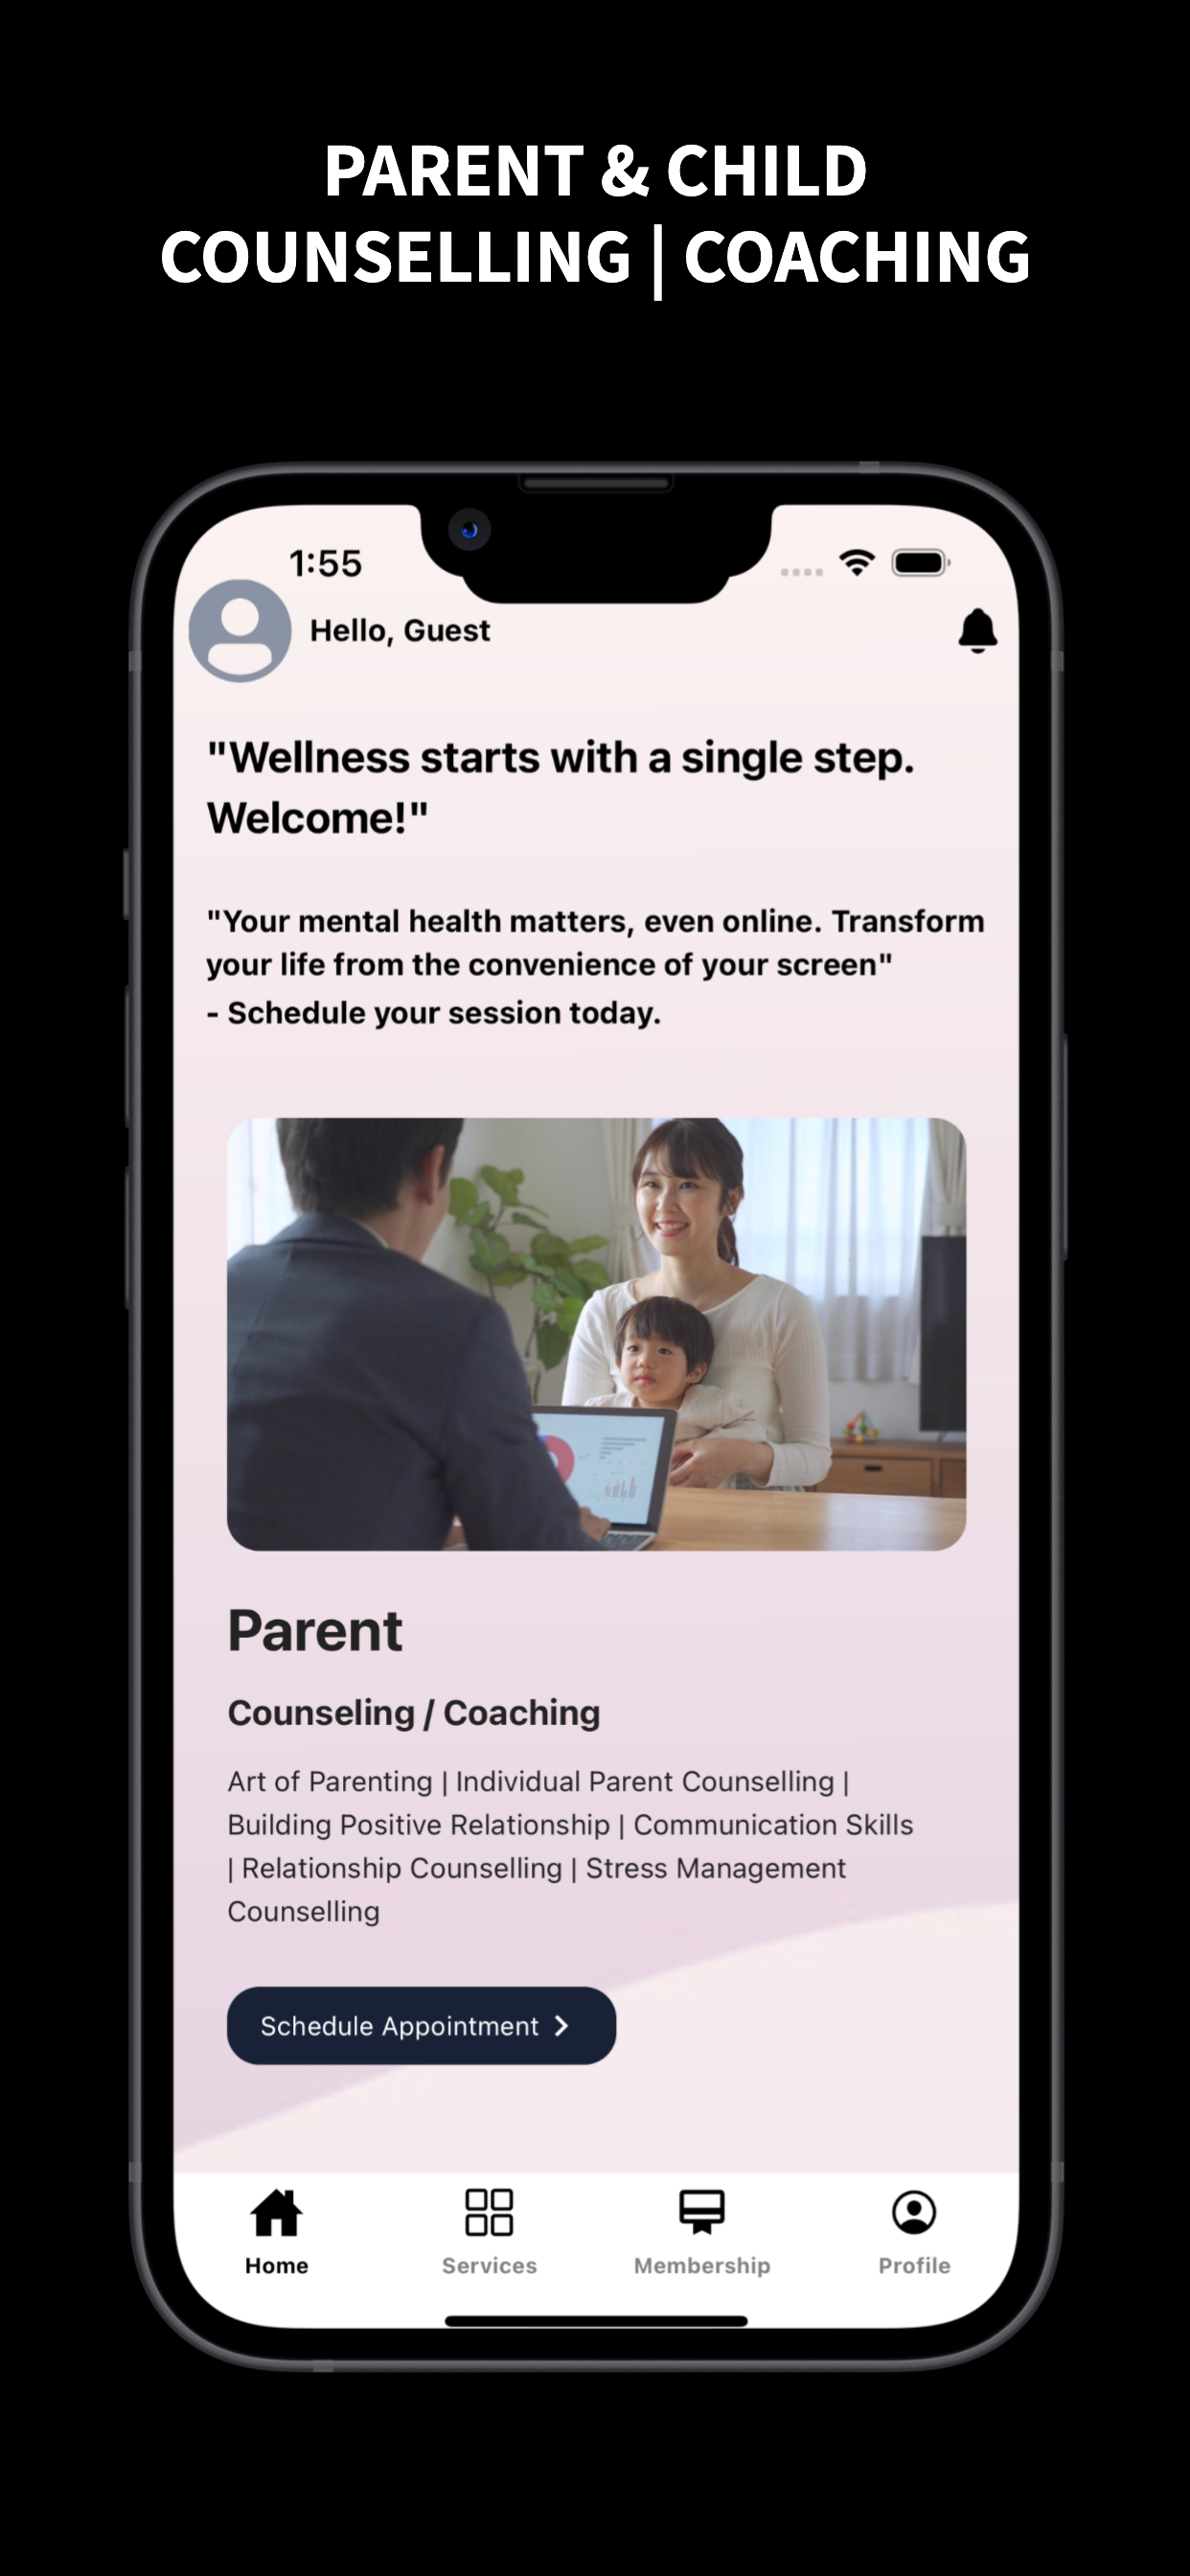 PARENT & CHILD
COUNSELLING | COACHING
1:55
Hello, Guest
"Wellness starts with a single step.
Welcome!"
"Your mental health matters, even online. Transform
your life from the convenience of your screen"
- Schedule your session today.
Parent
Counseling / Coaching
Art of Parenting | Individual Parent Counselling |
Building Positive Relationship | Communication Skills
| Relationship Counselling | Stress Management
Counselling
Schedule Appointment
Home
Services
Membership
Profile